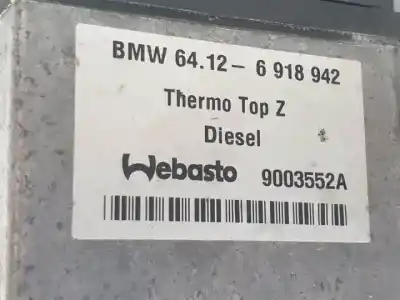 BMW 64.12- 6 918 942
Thermo Top Z
Diesel
Webasto 9003552A